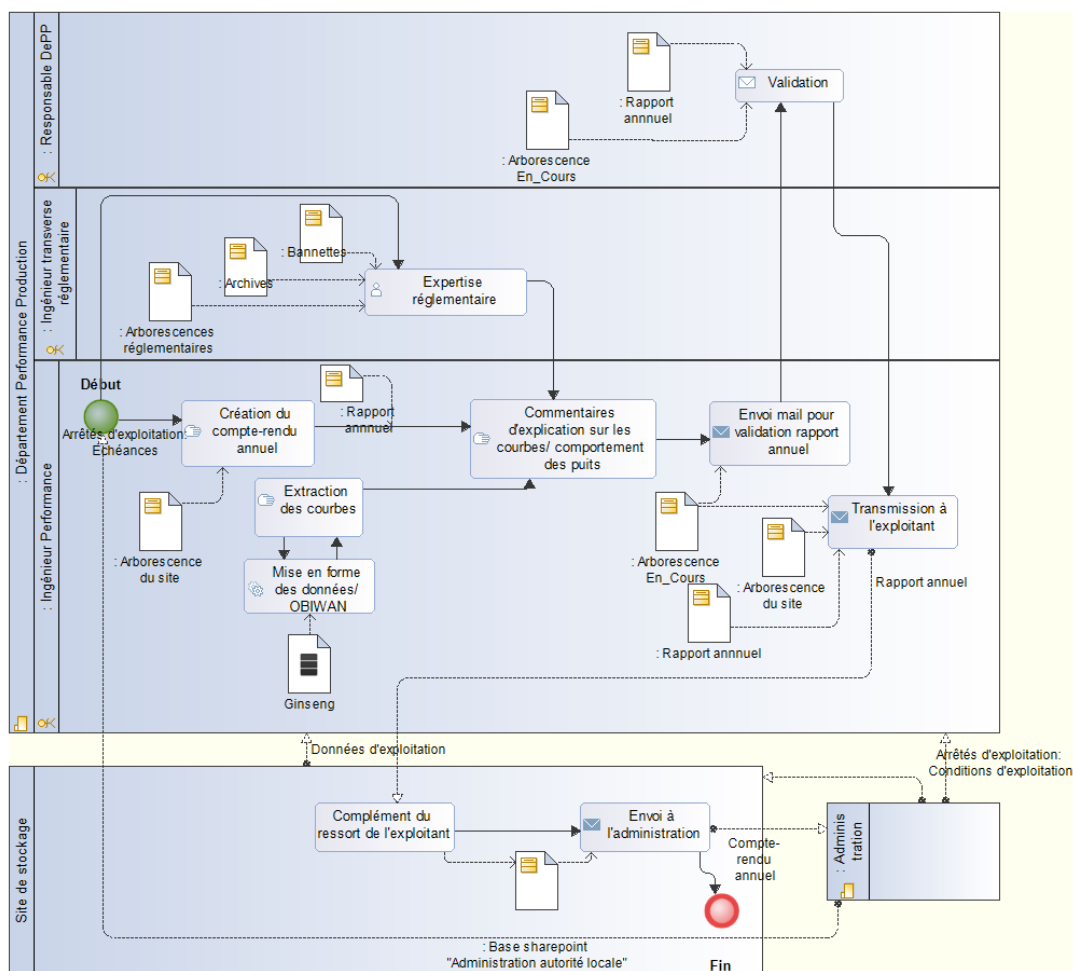 : Département Performance Production
: Responsable DePP
: Rapport
annnuel
: Arborescence
En_Cours
Validation
: Ingénieur transverse
réglementaire
: Bannettes
: Archives
: Arborescences
réglementaires
Expertise
réglementaire
: Ingénieur Performance
Début
Arrêtés d'exploitation:
Echéances
Création du
compte-rendu
annuel
: Rapport
annnuel
Commentaires
d'explication sur les
courbes/ comportement
des puits
Envoi mail pour
validation rapport
annuel
: Arborescence
du site
Extraction
des courbes
Mise en forme
des données/
OBIWAN
Ginseng
: Arborescence
En_Cours
: Arborescence
du site
: Rapport annnuel
Transmission à
l'exploitant
Rapport annuel
Données d'exploitation
Arrêtés d'exploitation:
Conditions d'exploitation
Site de stockage
Complément du
ressort de l'exploitant
Envoi à
l'administration
Compte-
rendu
annuel
: Adminis
tration
: Base sharepoint
"Administration autorité locale"
Fin